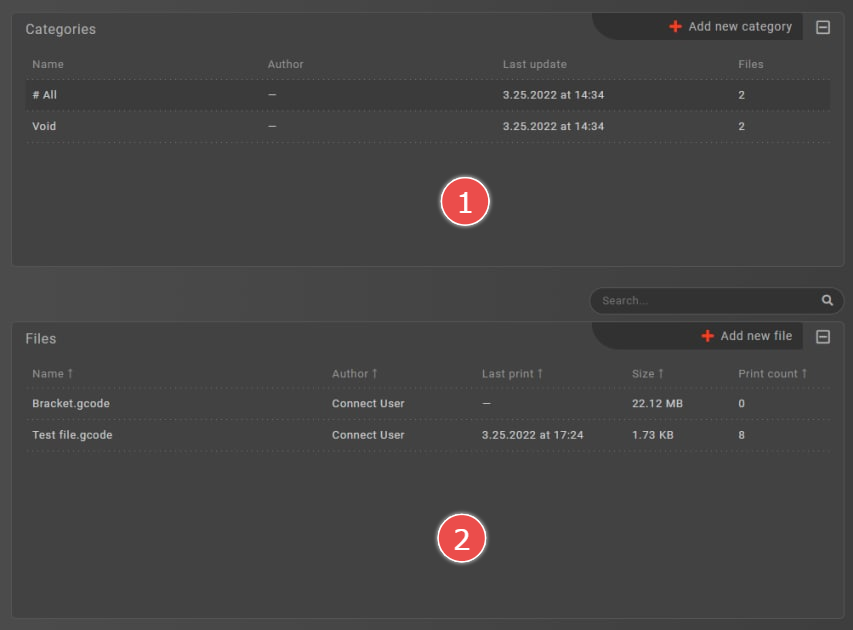 Categories
Add new category
Name Author Last update Files
# All — 3.25.2022 at 14:34 2
Void — 3.25.2022 at 14:34 2
1
Search...
Files
Add new file
Name ↑ Author ↑ Last print ↑ Size ↑ Print count ↑
Bracket.gcode Connect User — 22.12 MB 0
Test file.gcode Connect User 3.25.2022 at 17:24 1.73 KB 8
2